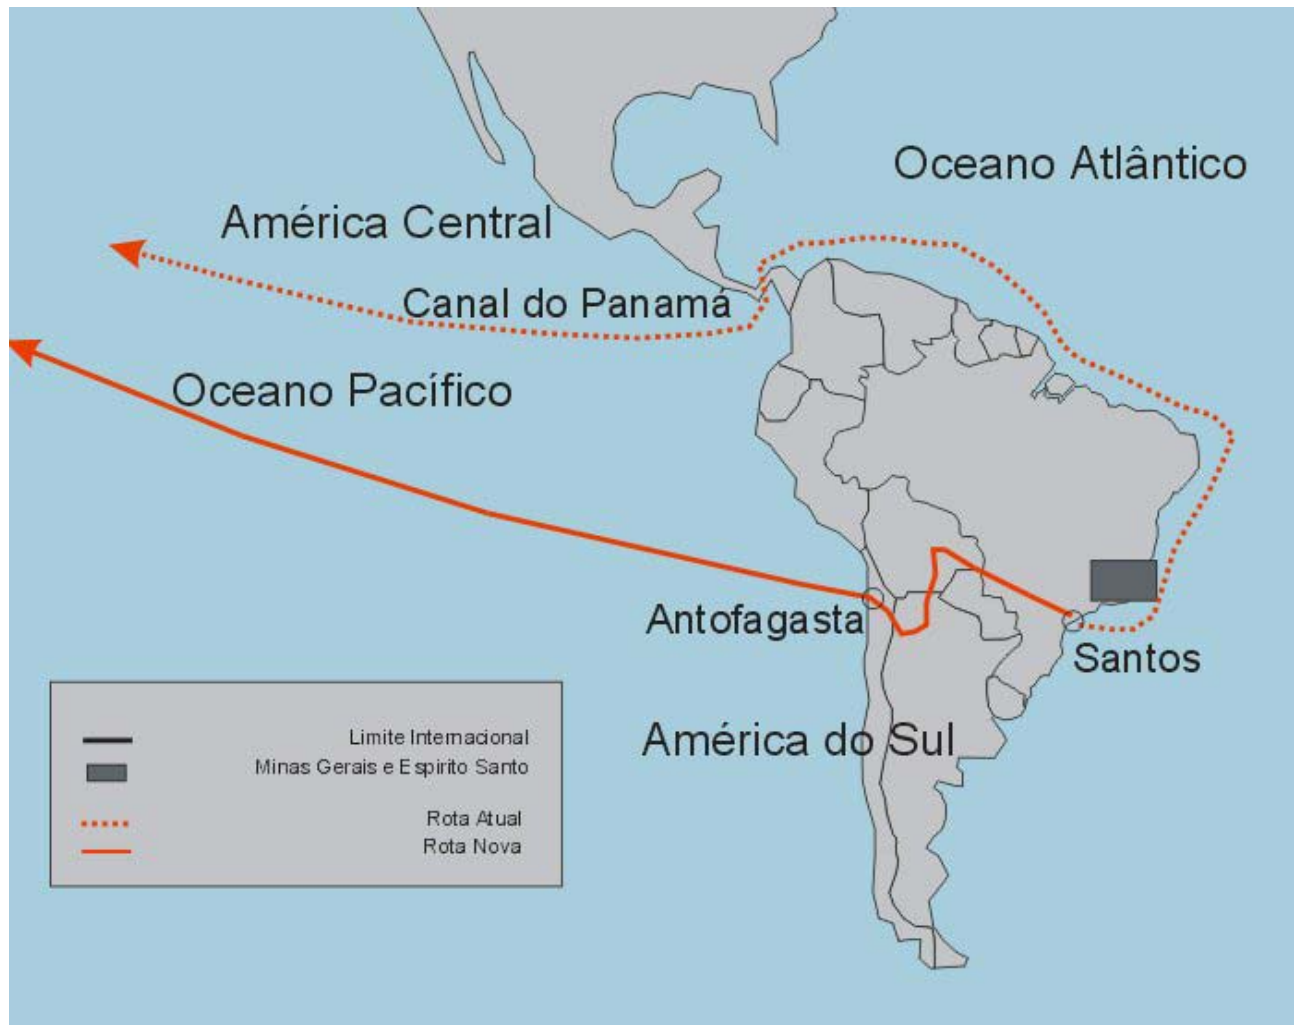 Oceano Atlântico
América Central
Canal do Panamá
Oceano Pacífico
Antofagasta
Santos
América do Sul
Limite Internacional
Minas Gerais e Espirito Santo
Rota Atual
Rota Nova